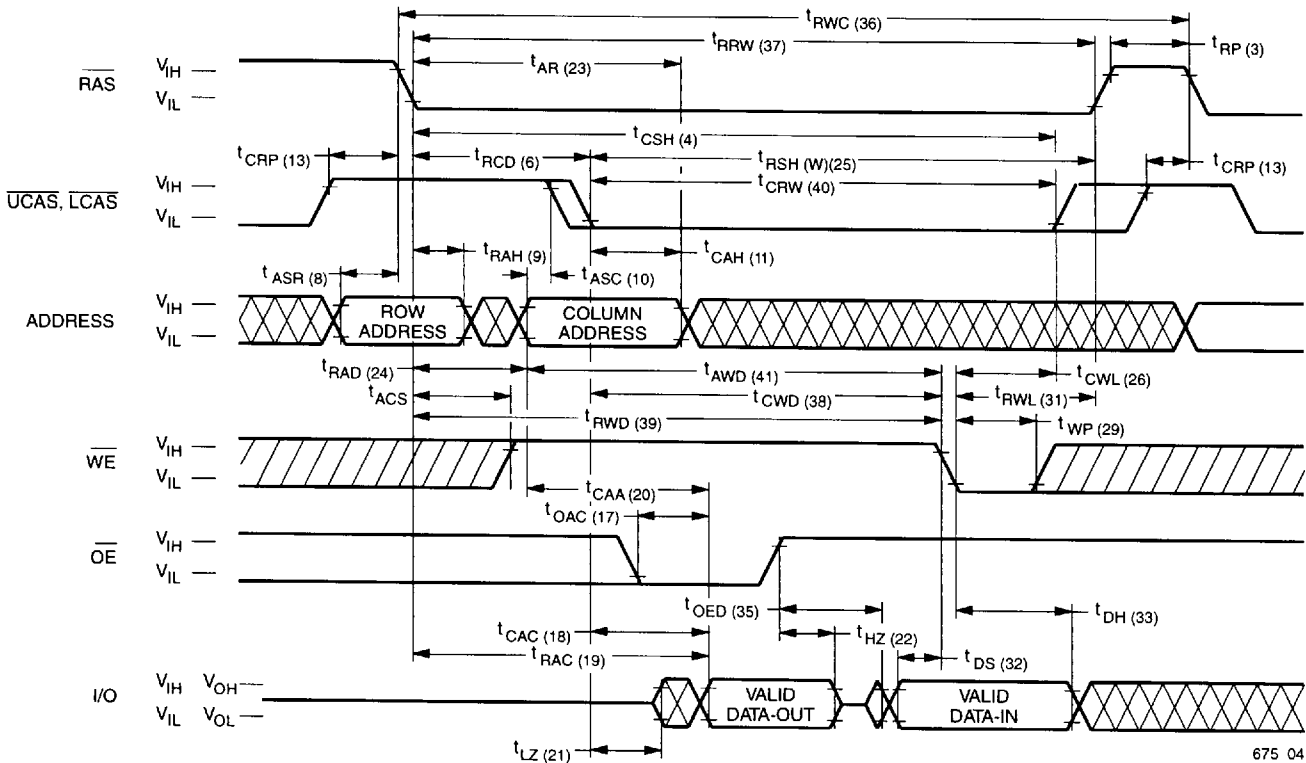 tRWC (36)
tRRW (37)
tRP (3)
tAR (23)
RAS
VIH
VIL
tCSH (4)
tCRP (13)
tRCD (6)
tRSH (W)(25)
tCRP (13)
tCRW (40)
UCAS, LCAS
VIH
VIL
tRAH (9)
tCAH (11)
tASR (8)
tASC (10)
ADDRESS
VIH
VIL
ROW
ADDRESS
COLUMN
ADDRESS
tRAD (24)
tAWD (41)
tCWL (26)
tACS
tCWD (38)
tRWL (31)
tRWD (39)
tWP (29)
WE
VIH
VIL
tCAA (20)
tOAC (17)
OE
VIH
VIL
tOED (35)
tDH (33)
tCAC (18)
tHZ (22)
tRAC (19)
tDS (32)
I/O
VIH VOH
VIL VOL
VALID
DATA-OUT
VALID
DATA-IN
tLZ (21)
675 04